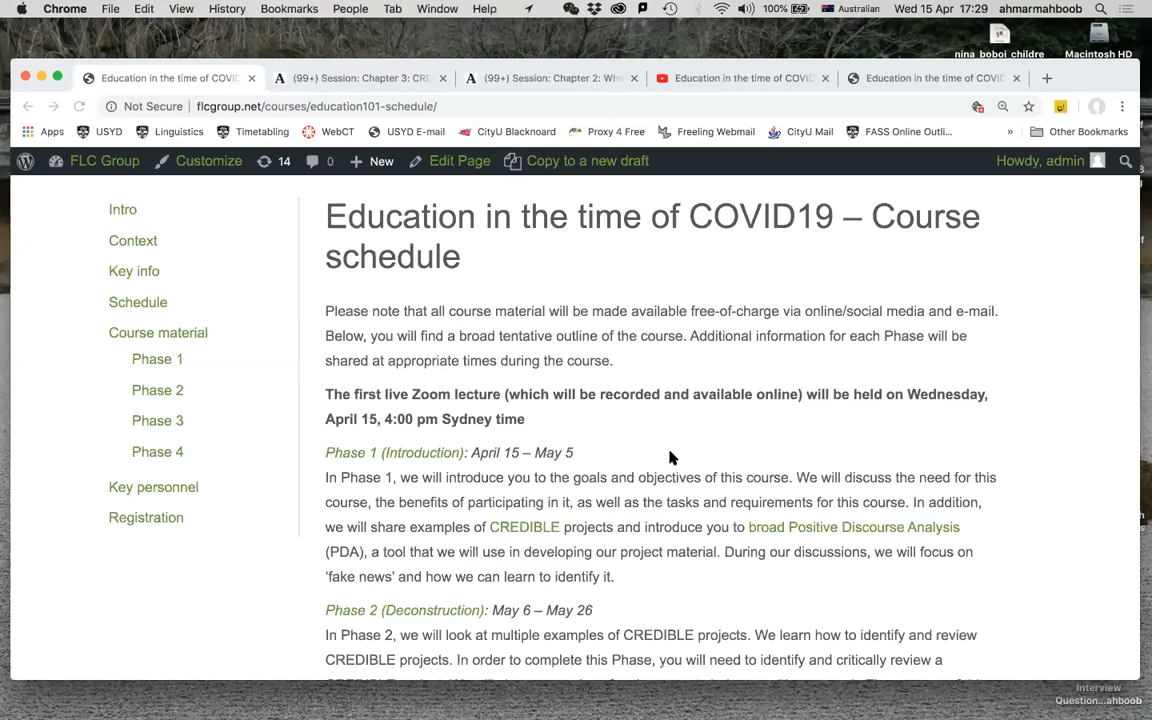 Chrome File Edit View History Bookmarks People Tab Window Help 100% Australian Wed 15 Apr 17:29 ahmarmahboob
nina_boboi_childre Macintosh HD
Education in the time of COVI (99+) Session: Chapter 3: CRE (99+) Session: Chapter 2: Wh Education in the time of COVID Education in the time of COVID
Not Secure flcgroup.net/courses/education101-schedule/
Apps USYD Linguistics Timetabling WebCT USYD E-mail CityU Blackboard Proxy 4 Free Freeling Webmail CityU Mail FASS Online Outli... » Other Bookmarks
FLC Group Customize 14 0 New Edit Page Copy to a new draft Howdy, admin
Intro
Context
Key info
Schedule
Course material
Phase 1
Phase 2
Phase 3
Phase 4
Key personnel
Registration
Education in the time of COVID19 – Course
schedule
Please note that all course material will be made available free-of-charge via online/social media and e-mail.
Below, you will find a broad tentative outline of the course. Additional information for each Phase will be
shared at appropriate times during the course.
The first live Zoom lecture (which will be recorded and available online) will be held on Wednesday,
April 15, 4:00 pm Sydney time
Phase 1 (Introduction): April 15 – May 5
In Phase 1, we will introduce you to the goals and objectives of this course. We will discuss the need for this
course, the benefits of participating in it, as well as the tasks and requirements for this course. In addition,
we will share examples of CREDIBLE projects and introduce you to broad Positive Discourse Analysis
(PDA), a tool that we will use in developing our project material. During our discussions, we will focus on
'fake news' and how we can learn to identify it.
Phase 2 (Deconstruction): May 6 – May 26
In Phase 2, we will look at multiple examples of CREDIBLE projects. We learn how to identify and review
CREDIBLE projects. In order to complete this Phase, you will need to identify and critically review a
Interview
Question...ahboob